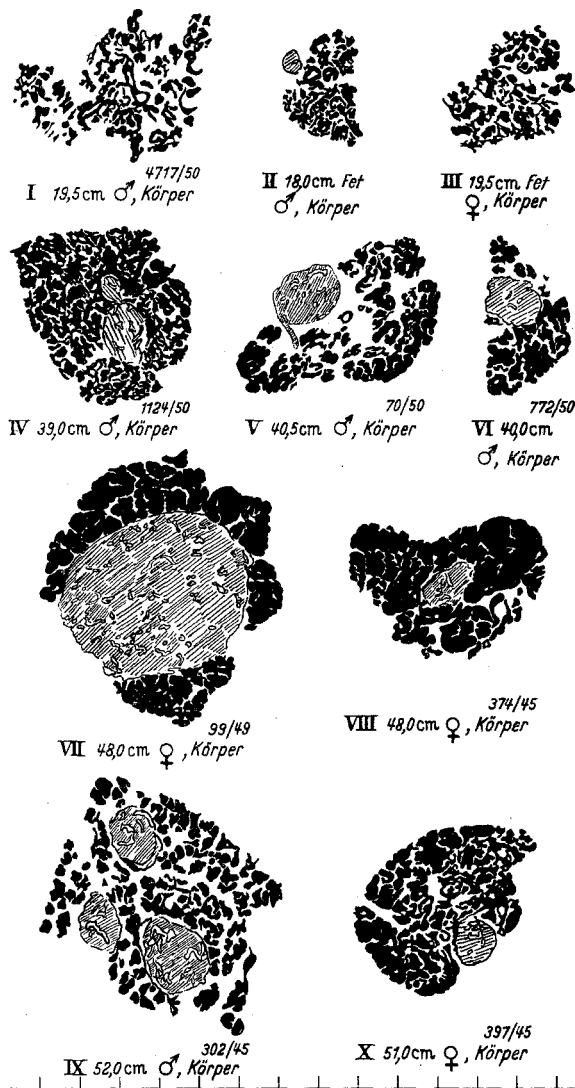 4717/50
I 19,5cm ♂, Körper
II 18,0cm Fet
♂, Körper
III 19,5cm Fet
♀, Körper
1124/50
IV 39,0cm ♂, Körper
70/50
V 40,5cm ♂, Körper
772/50
VI 40,0cm
♂, Körper
99/49
VII 48,0cm ♀, Körper
374/45
VIII 48,0cm ♀, Körper
302/45
IX 52,0cm ♂, Körper
397/45
X 51,0cm ♀, Körper